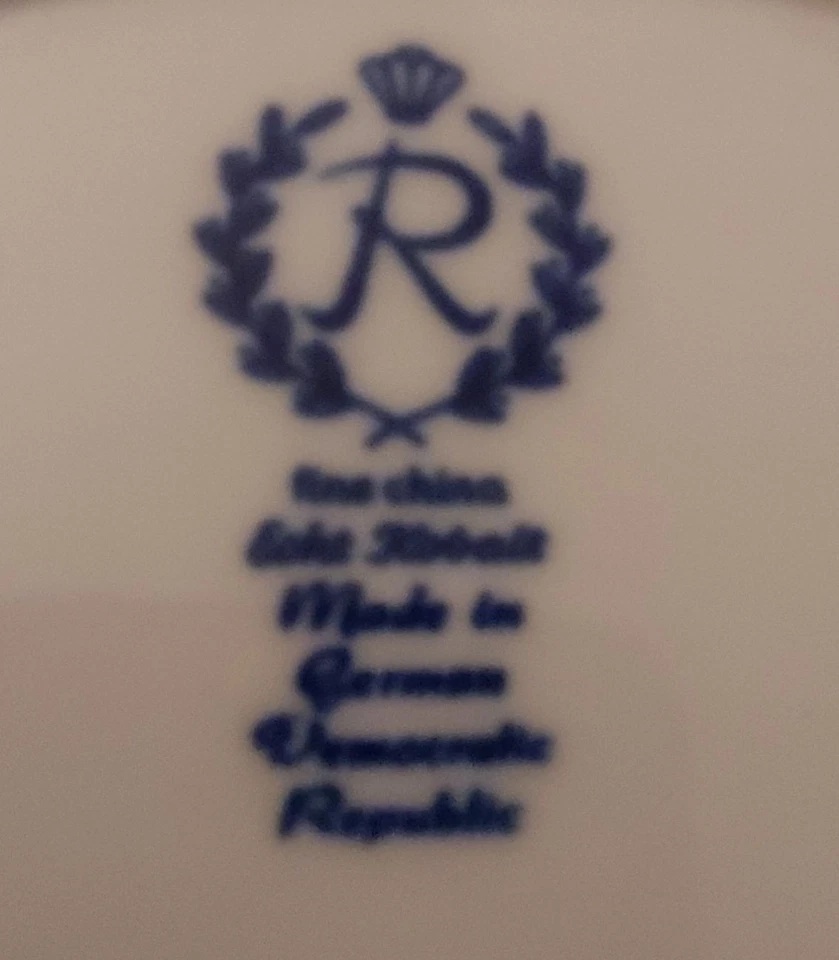 R
fine china
Echt Kobalt
Made in
German
Democratic
Republic